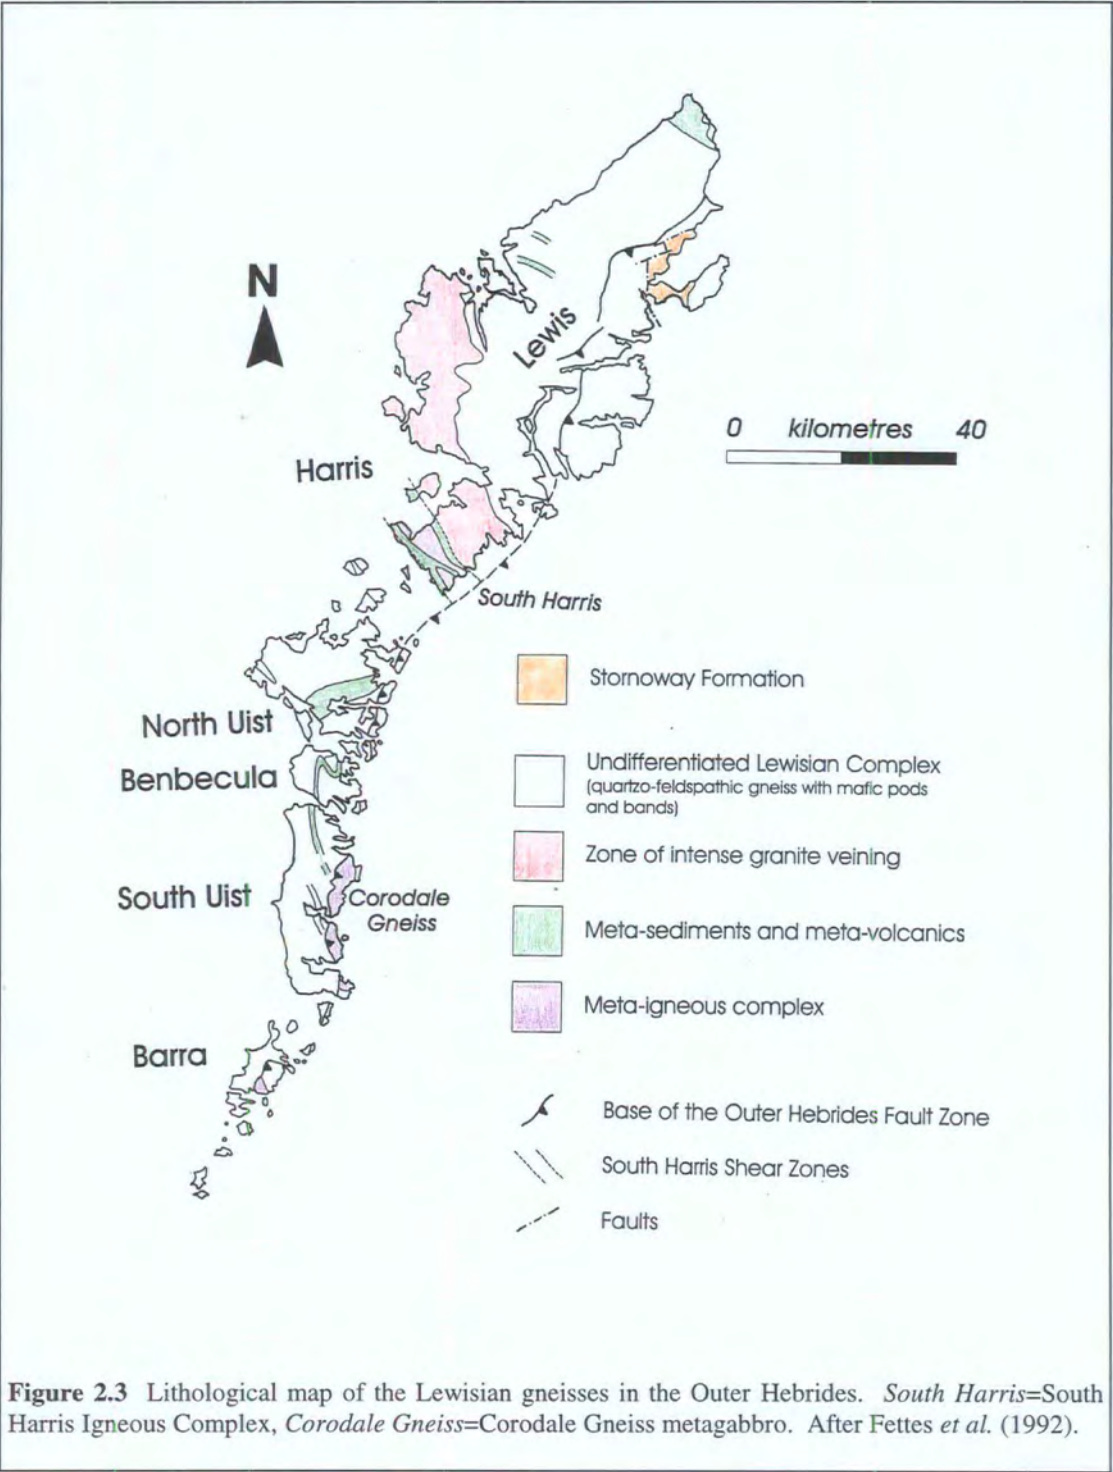 N
Lewis
0 kilometres 40
Harris
South Harris
Stornoway Formation
North Uist
Undifferentiated Lewisian Complex
(quartzo-feldspathic gneiss with mafic pods
and bands)
Benbecula
Zone of intense granite veining
South Uist
Corodale
Gneiss
Meta-sediments and meta-volcanics
Meta-igneous complex
Barra
Base of the Outer Hebrides Fault Zone
South Harris Shear Zones
Faults
Figure 2.3 Lithological map of the Lewisian gneisses in the Outer Hebrides. South Harris=South
Harris Igneous Complex, Corodale Gneiss=Corodale Gneiss metagabbro. After Fettes et al. (1992).